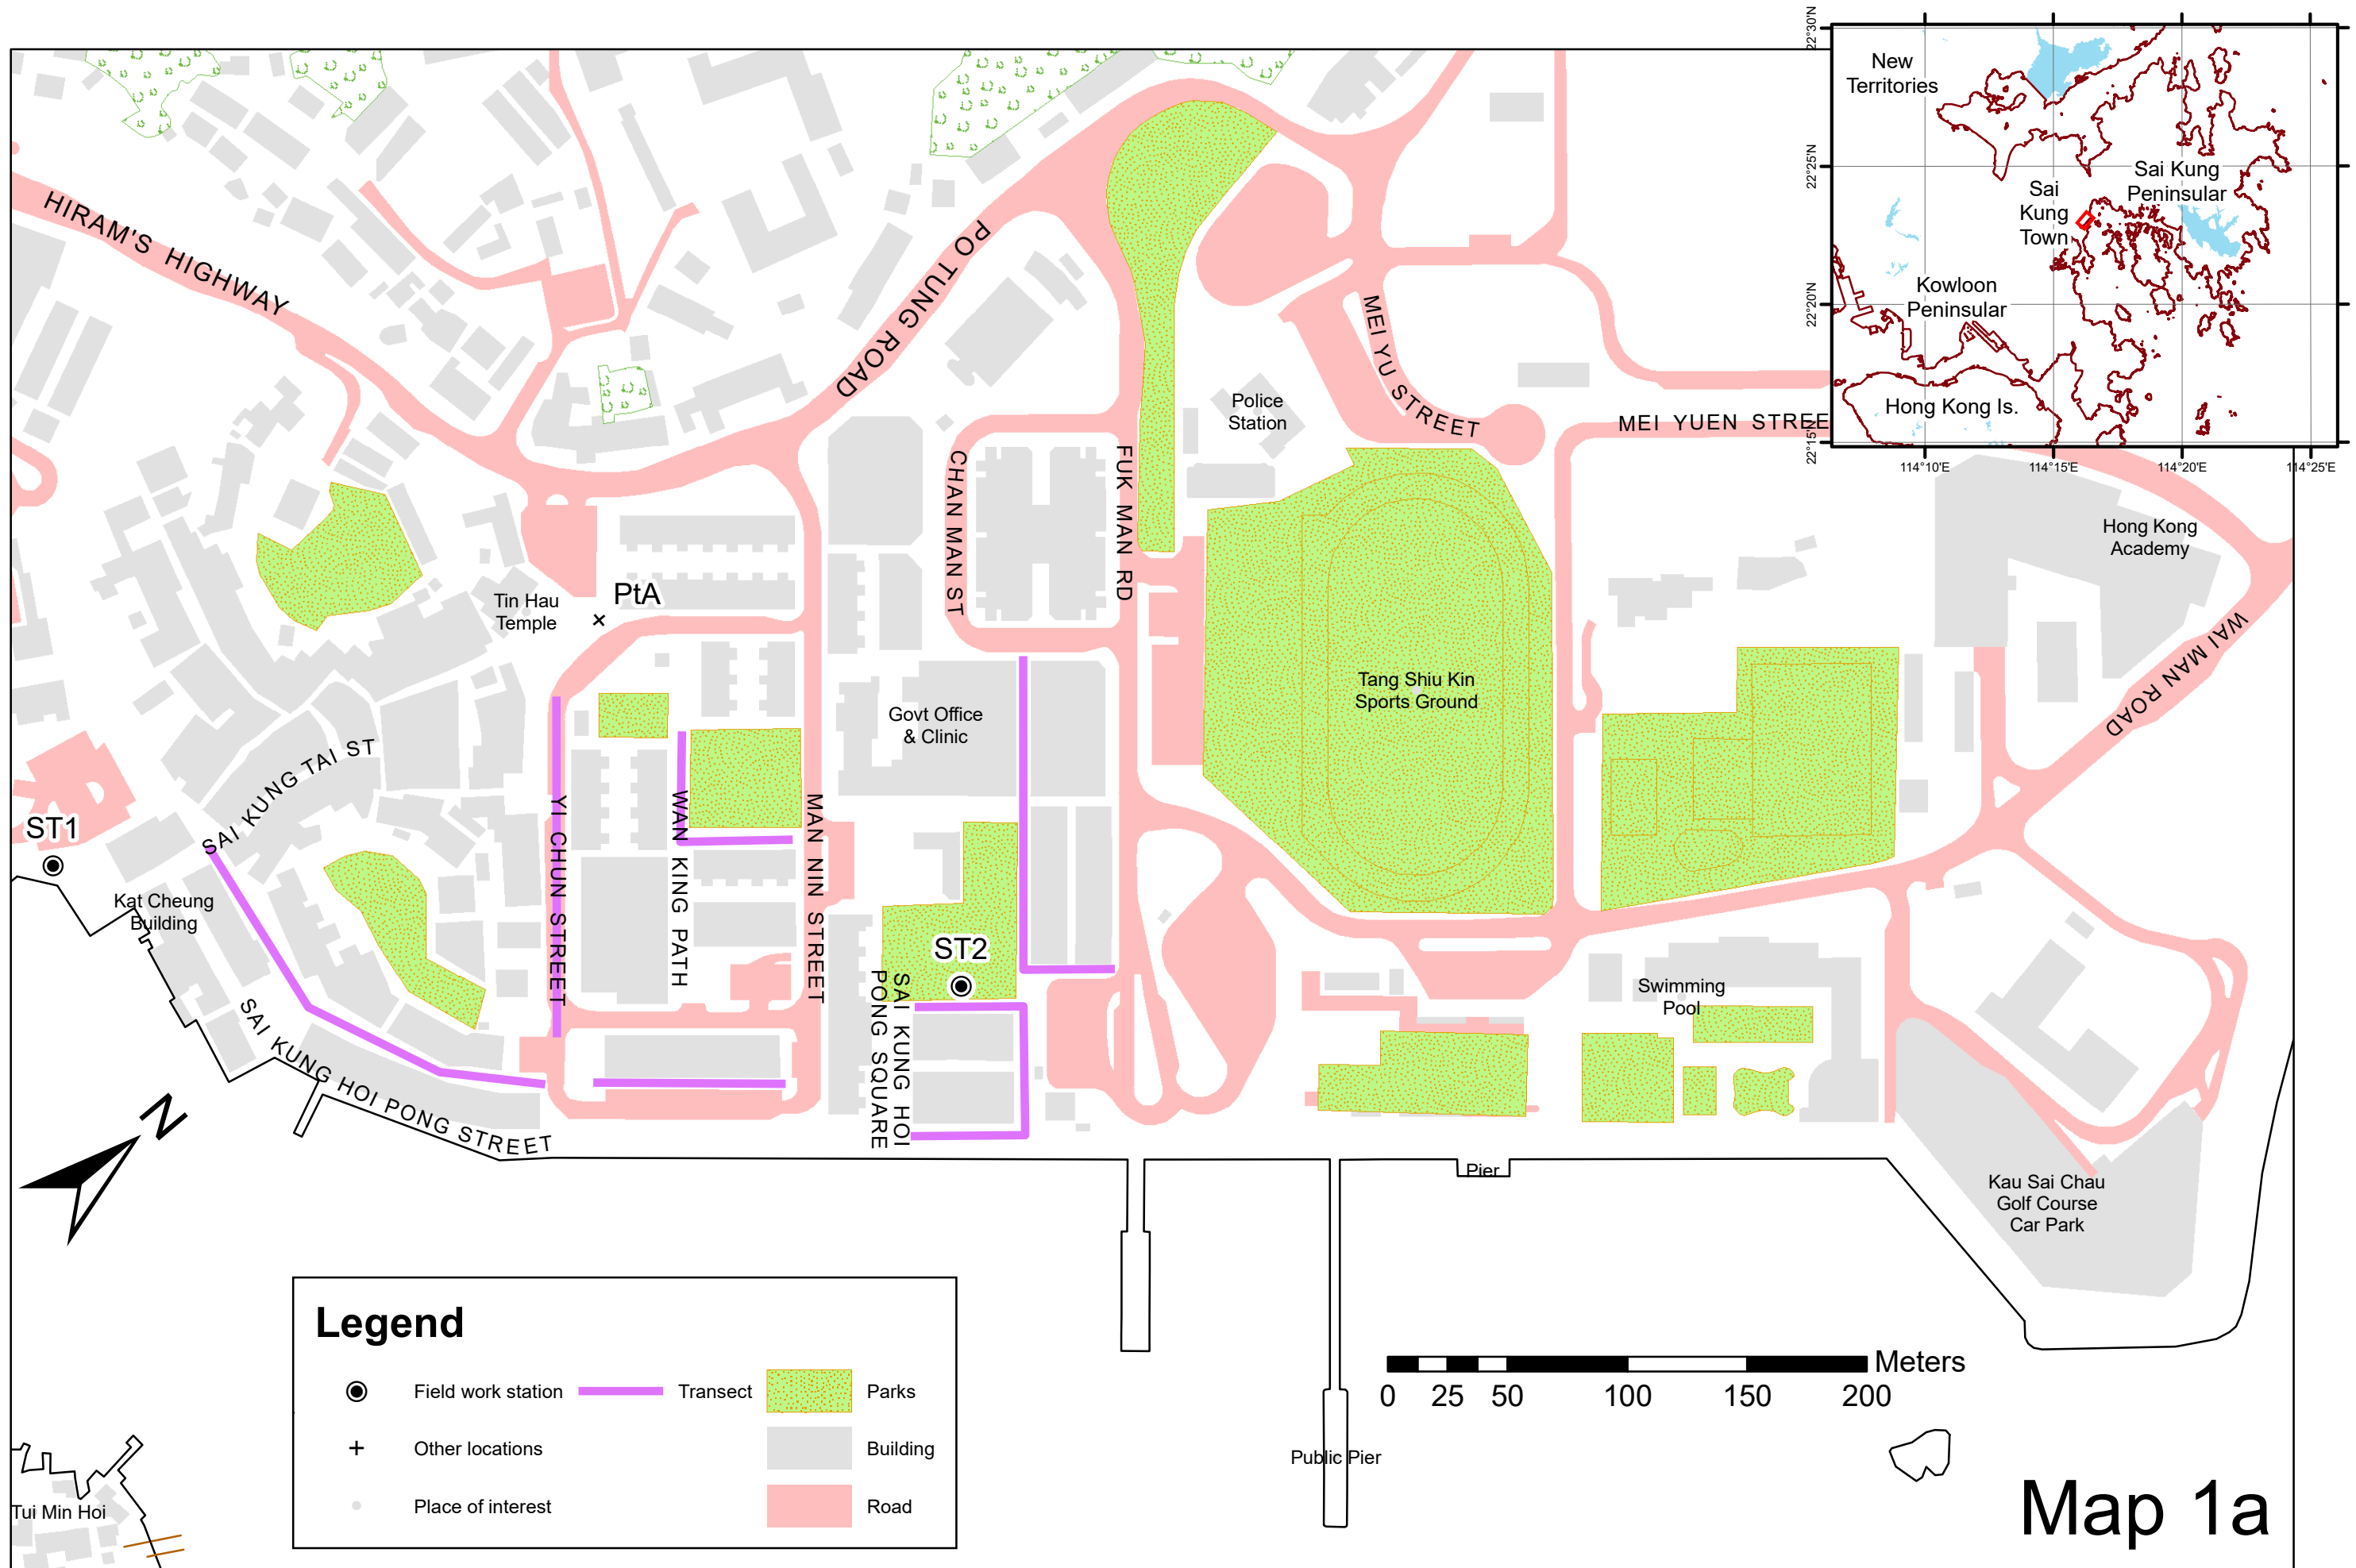 22°30'N
22°25'N
22°20'N
22°15'N
New
Territories
Sai Kung
Peninsular
Sai
Kung
Town
Kowloon
Peninsular
Hong Kong Is.
114°10'E
114°15'E
114°20'E
114°25'E
HIRAM'S HIGHWAY
PO TUNG ROAD
MEI YU STREET
MEI YUEN STREE
Police
Station
CHAN MAN ST
FUK MAN RD
Hong Kong
Academy
WAI MAN ROAD
Tin Hau
Temple
PtA
Tang Shiu Kin
Sports Ground
Govt Office
& Clinic
SAI KUNG TAI ST
ST1
YI CHUN STREET
WAN KING PATH
MAN NIN STREET
Kat Cheung
Building
ST2
SAI KUNG HOI
PONG SQUARE
Swimming
Pool
SAI KUNG HOI PONG STREET
N
Pier
Kau Sai Chau
Golf Course
Car Park
Legend
Field work station
Transect
Parks
Other locations
Building
Place of interest
Road
Meters
0 25 50 100 150 200
Public Pier
Tui Min Hoi
Map 1a